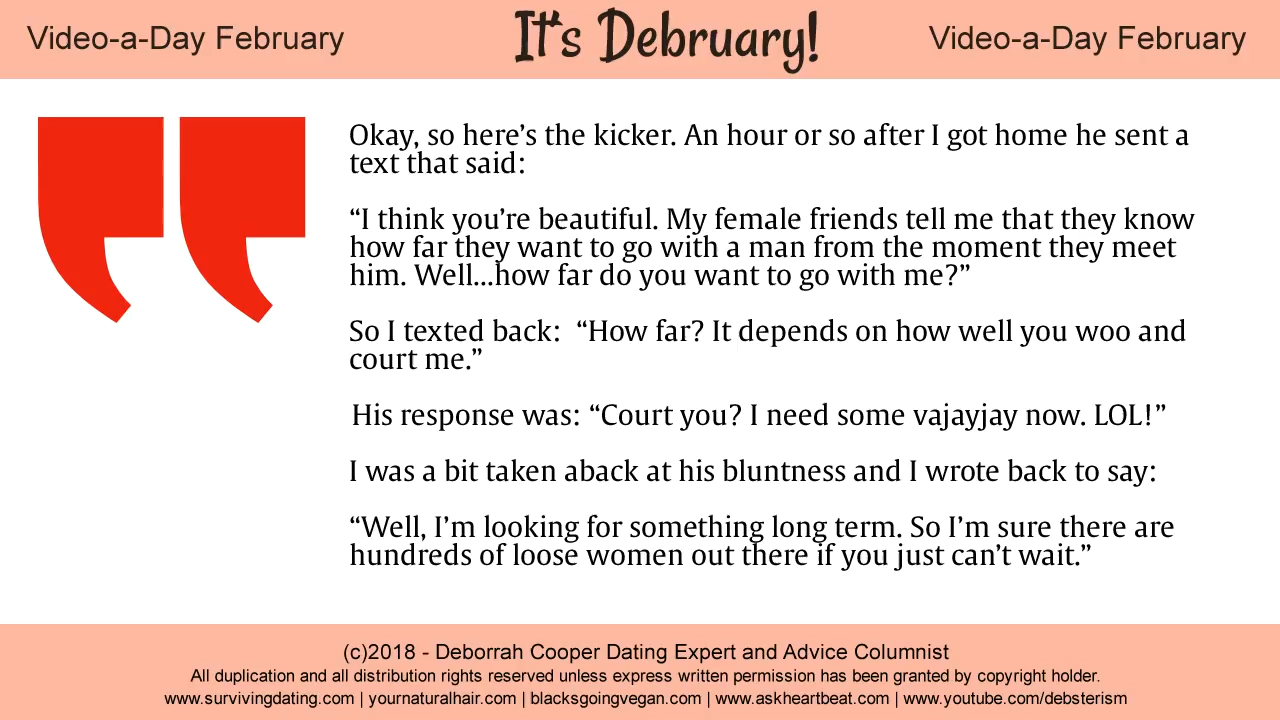 Video-a-Day February
It's Debruary!
Video-a-Day February
Okay, so here’s the kicker. An hour or so after I got home he sent a
text that said:
“I think you’re beautiful. My female friends tell me that they know
how far they want to go with a man from the moment they meet
him. Well...how far do you want to go with me?”
So I texted back:  “How far? It depends on how well you woo and
court me.”
His response was: “Court you? I need some vajayjay now. LOL!”
I was a bit taken aback at his bluntness and I wrote back to say:
“Well, I’m looking for something long term. So I’m sure there are
hundreds of loose women out there if you just can’t wait.”
(c)2018 - Deborrah Cooper Dating Expert and Advice Columnist
All duplication and all distribution rights reserved unless express written permission has been granted by copyright holder.
www.survivingdating.com | yournaturalhair.com | blacksgoingvegan.com | www.askheartbeat.com | www.youtube.com/debsterism